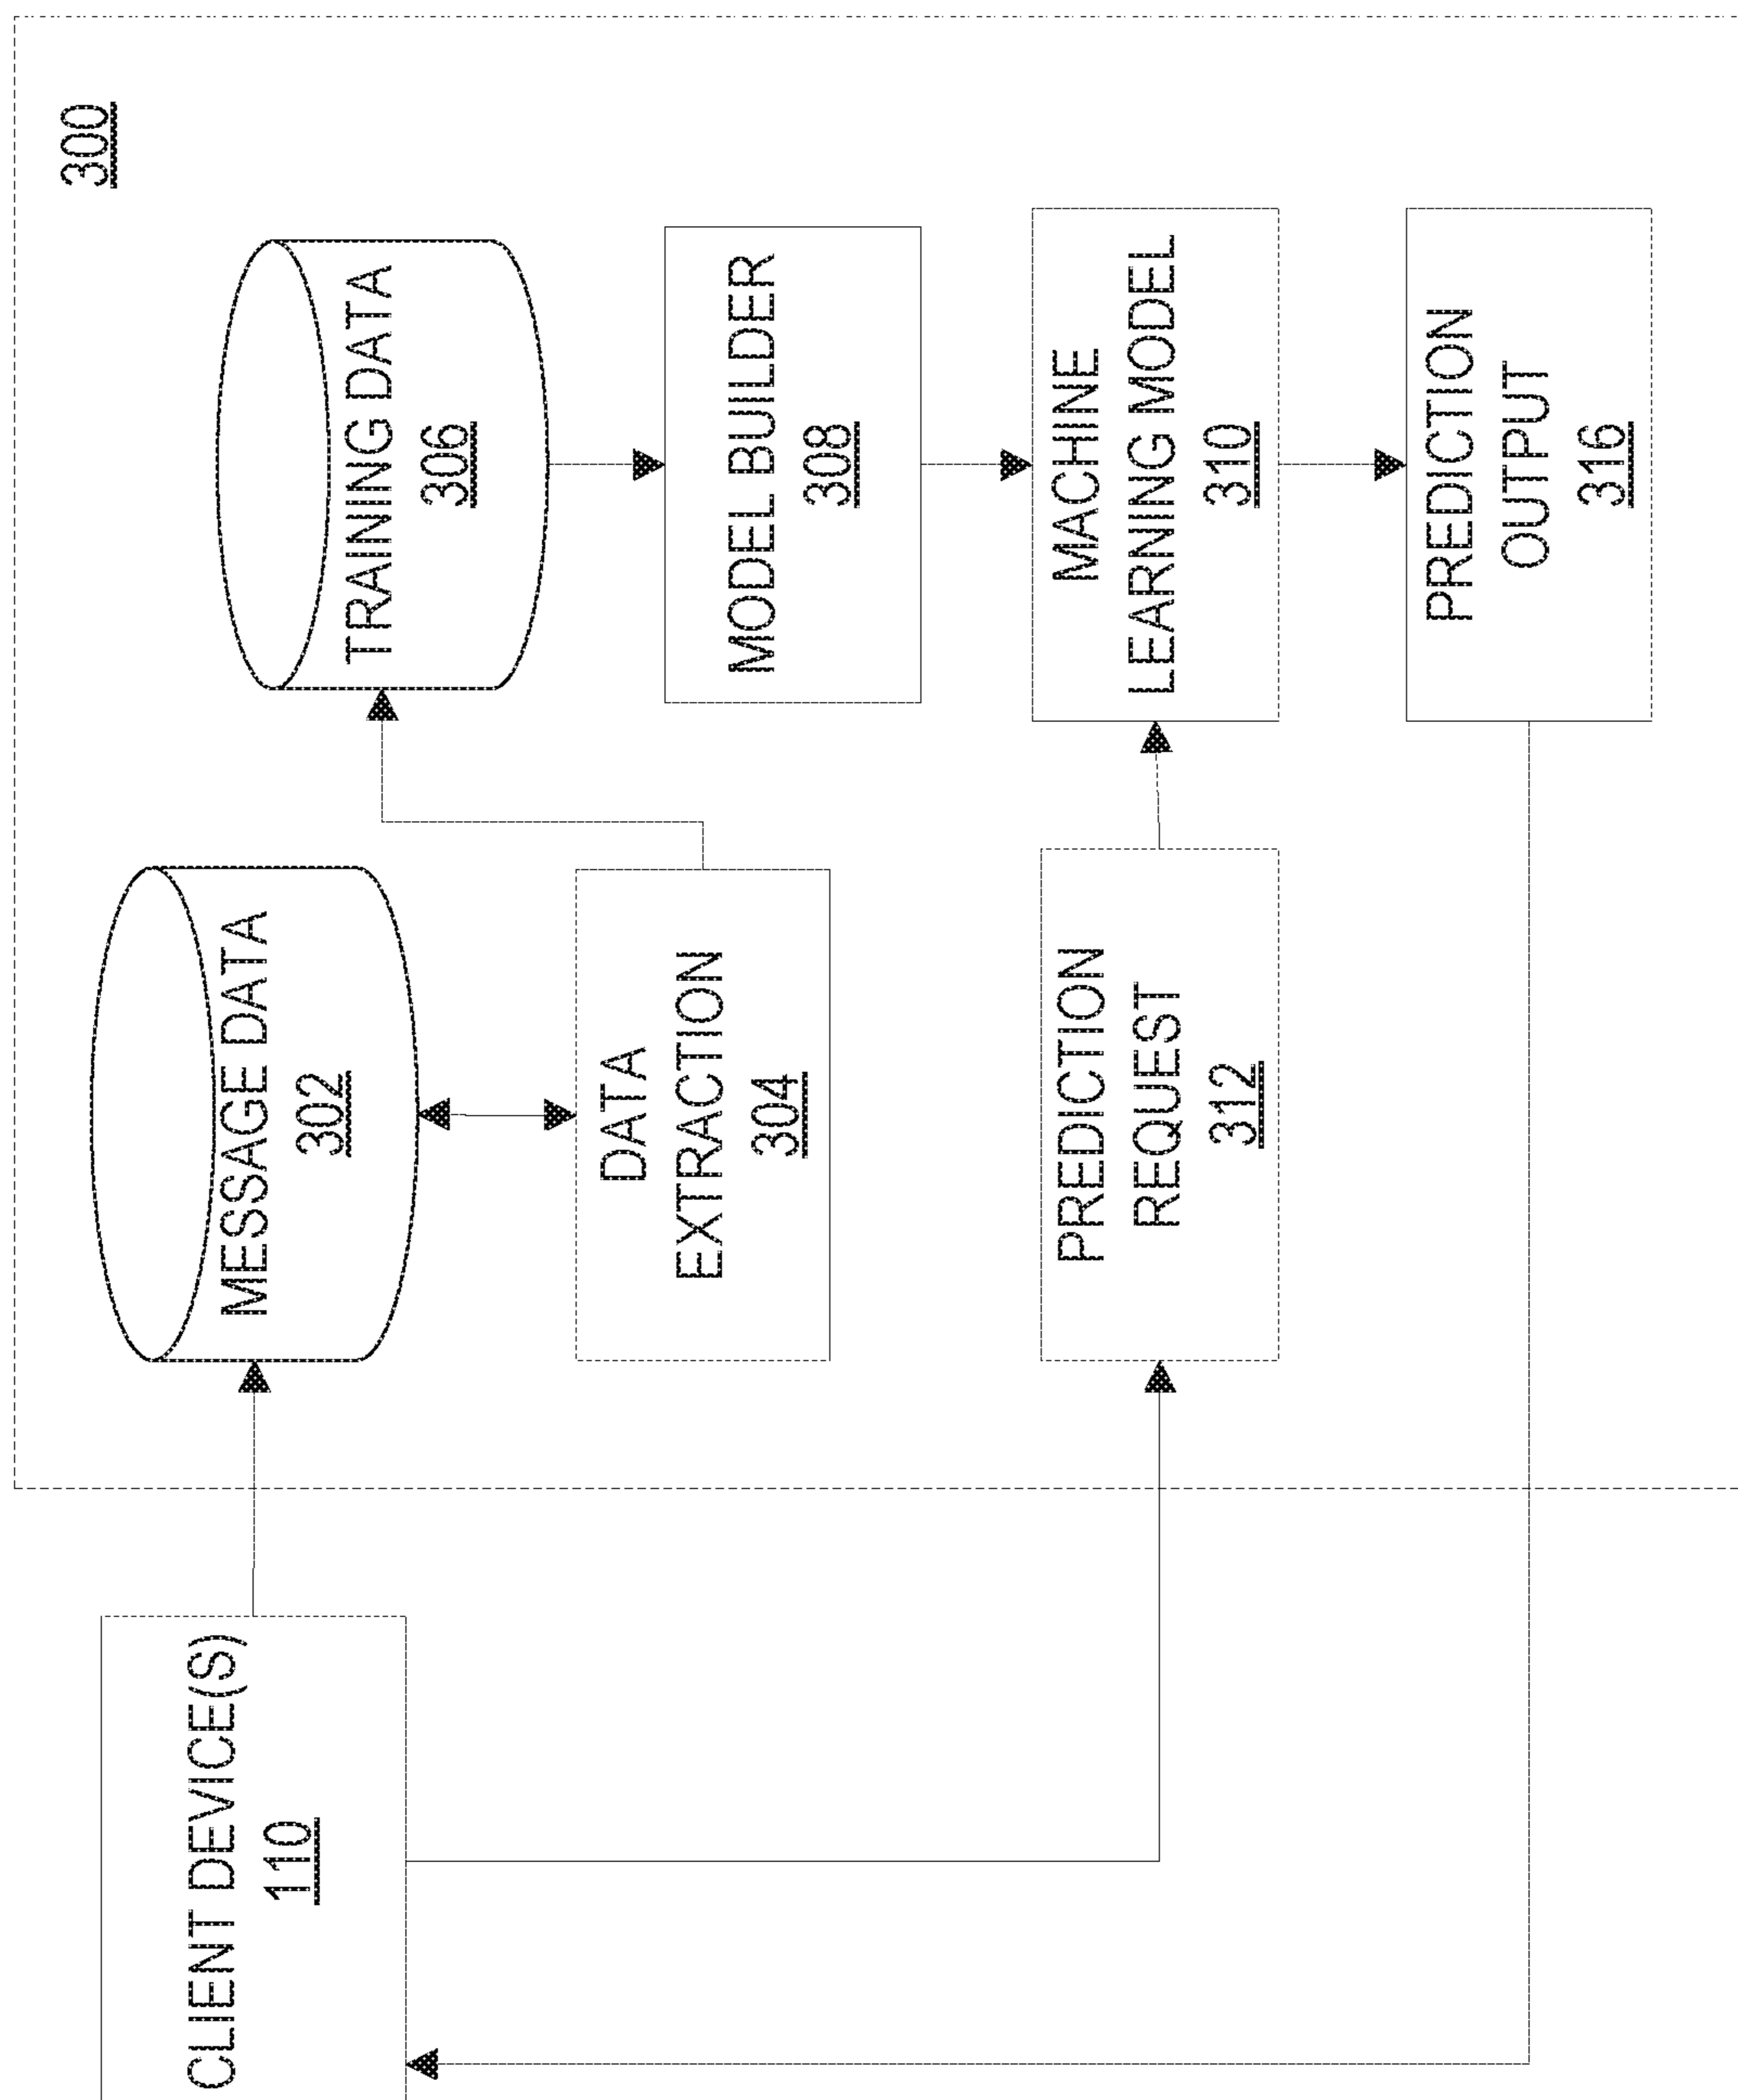 300
CLIENT DEVICE(S)
110
MESSAGE DATA
302
DATA
EXTRACTION
304
TRAINING DATA
306
MODEL BUILDER
308
PREDICTION
REQUEST
312
MACHINE
LEARNING MODEL
310
PREDICTION
OUTPUT
316